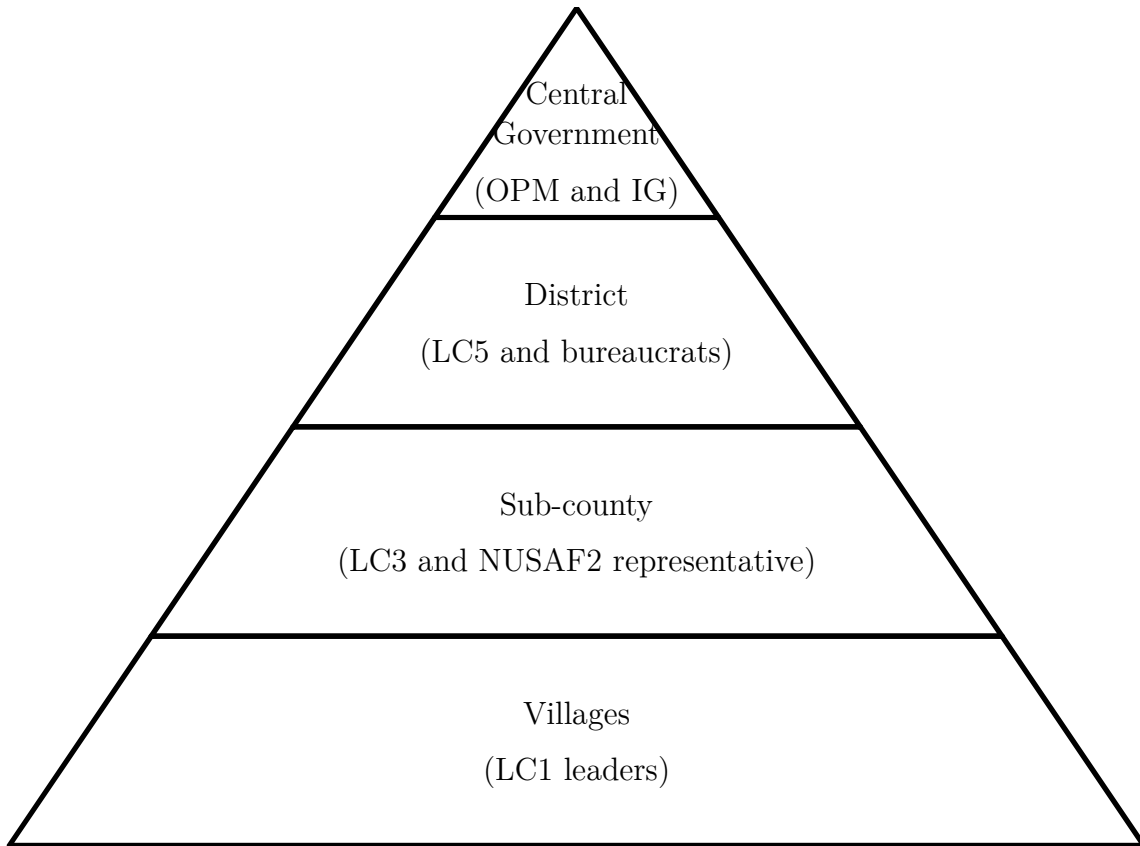 Central
Government
(OPM and IG)
District
(LC5 and bureaucrats)
Sub-county
(LC3 and NUSAF2 representative)
Villages
(LC1 leaders)